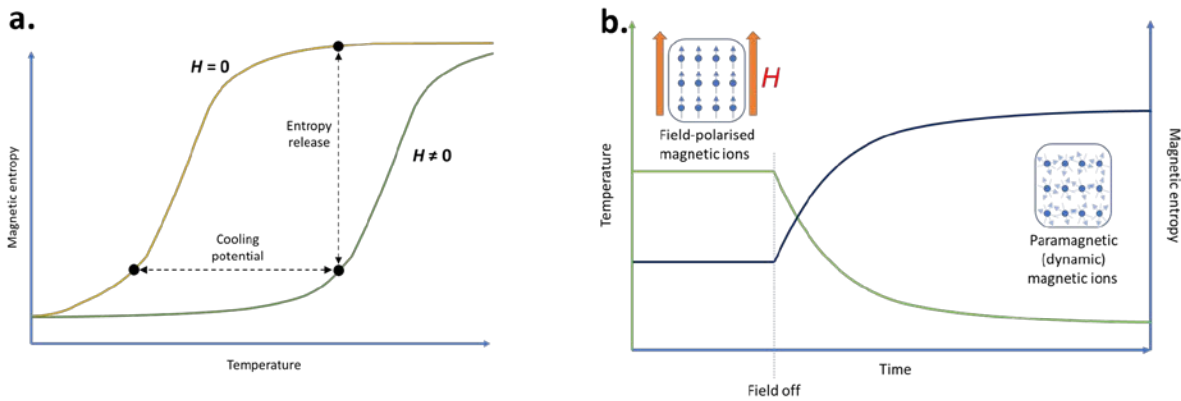 a.
H = 0
Entropy
release
H ≠ 0
Cooling
potential
Magnetic entropy
Temperature
b.
H
Field-polarised
magnetic ions
Paramagnetic
(dynamic)
magnetic ions
Temperature
Magnetic entropy
Time
Field off